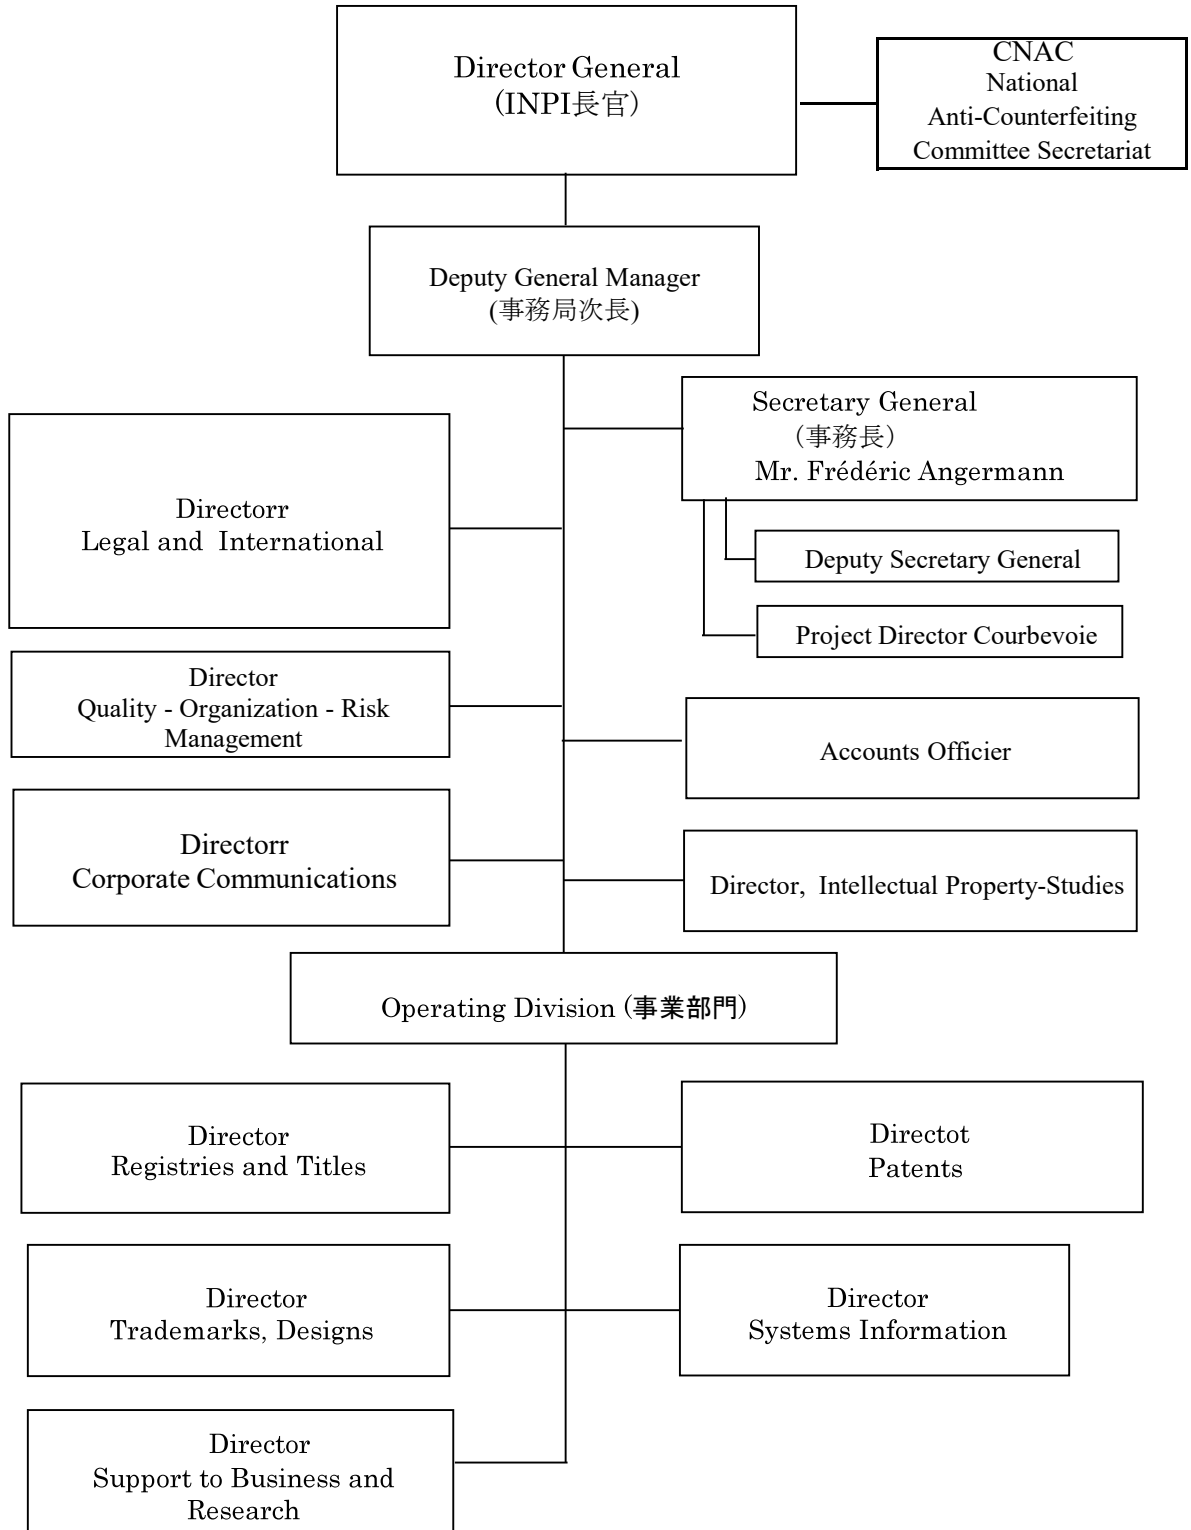 Director General
(INPI長官)
CNAC
National
Anti-Counterfeiting
Committee Secretariat
Deputy General Manager
(事務局次長)
Secretary General
（事務長）
Mr. Frédéric Angermann
Directorr
Legal and International
Deputy Secretary General
Project Director Courbevoie
Director
Quality - Organization - Risk
Management
Accounts Officier
Directorr
Corporate Communications
Director, Intellectual Property-Studies
Operating Division (事業部門)
Director
Registries and Titles
Directot
Patents
Director
Trademarks, Designs
Director
Systems Information
Director
Support to Business and
Research